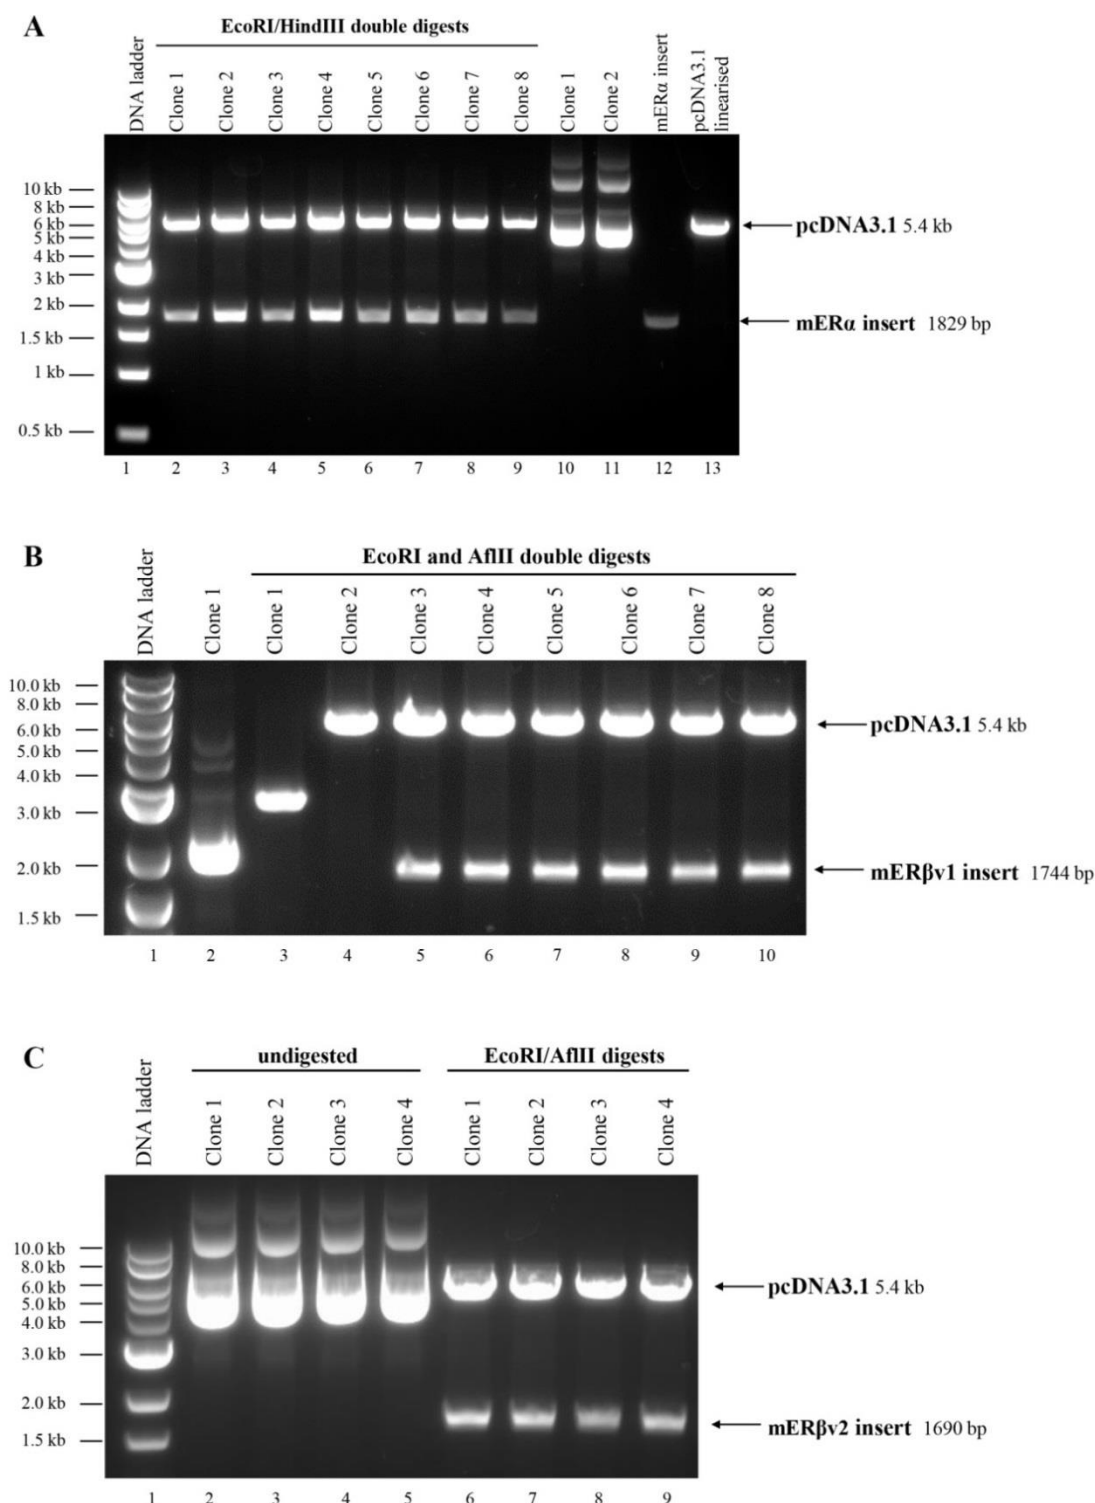 A
EcoRI/HindIII double digests
DNA ladder
Clone 1
Clone 2
Clone 3
Clone 4
Clone 5
Clone 6
Clone 7
Clone 8
Clone 1
Clone 2
mERα insert
pcDNA3.1
linearised
10 kb
8 kb
6 kb
5 kb
4 kb
3 kb
2 kb
1.5 kb
1 kb
0.5 kb
pcDNA3.1 5.4 kb
mERα insert 1829 bp
1 2 3 4 5 6 7 8 9 10 11 12 13
B
EcoRI and AflII double digests
DNA ladder
Clone 1
Clone 1
Clone 2
Clone 3
Clone 4
Clone 5
Clone 6
Clone 7
Clone 8
10.0 kb
8.0 kb
6.0 kb
5.0 kb
4.0 kb
3.0 kb
2.0 kb
1.5 kb
pcDNA3.1 5.4 kb
mERβv1 insert 1744 bp
1 2 3 4 5 6 7 8 9 10
C
undigested
EcoRI/AflII digests
DNA ladder
Clone 1
Clone 2
Clone 3
Clone 4
Clone 1
Clone 2
Clone 3
Clone 4
10.0 kb
8.0 kb
6.0 kb
5.0 kb
4.0 kb
3.0 kb
2.0 kb
1.5 kb
pcDNA3.1 5.4 kb
mERβv2 insert 1690 bp
1 2 3 4 5 6 7 8 9